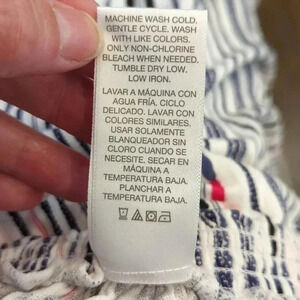 MACHINE WASH COLD,
GENTLE CYCLE. WASH
WITH LIKE COLORS.
ONLY NON-CHLORINE
BLEACH WHEN NEEDED.
TUMBLE DRY LOW.
LOW IRON.
LAVAR A MÁQUINA CON
AGUA FRÍA. CICLO
DELICADO. LAVAR CON
COLORES SIMILARES.
USAR SOLAMENTE
BLANQUEADOR SIN
CLORO CUANDO SE
NECESITE. SECAR EN
MÁQUINA A
TEMPERATURA BAJA.
PLANCHAR A
TEMPERATURA BAJA.